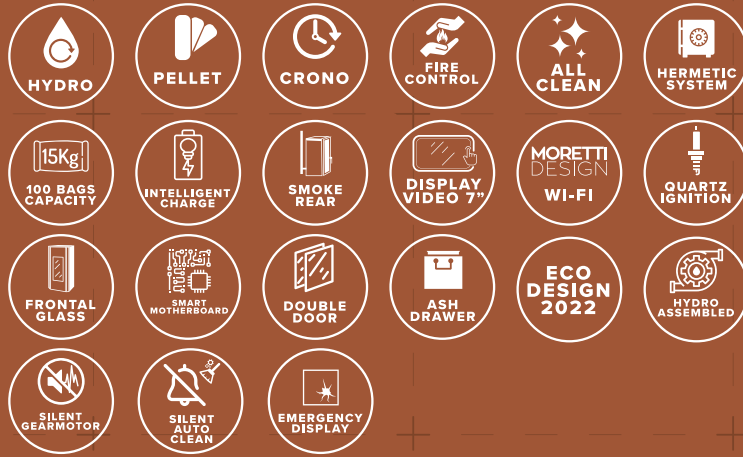 HYDRO
PELLET
CRONO
FIRE
CONTROL
ALL
CLEAN
HERMETIC
SYSTEM
15Kg
100 BAGS
CAPACITY
INTELLIGENT
CHARGE
SMOKE
REAR
DISPLAY
VIDEO 7”
MORETTI
DESIGN
WI-FI
QUARTZ
IGNITION
FRONTAL
GLASS
SMART
MOTHERBOARD
DOUBLE
DOOR
ASH
DRAWER
ECO
DESIGN
2022
HYDRO
ASSEMBLED
SILENT
GEARMOTOR
SILENT
AUTO
CLEAN
EMERGENCY
DISPLAY